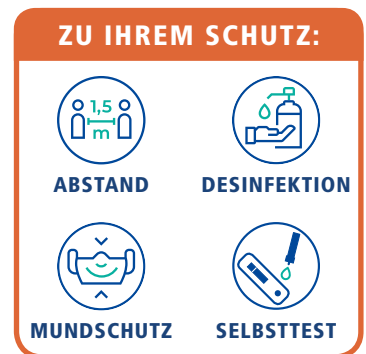 ZU IHREM SCHUTZ:
1,5
m
ABSTAND
DESINFEKTION
MUNDSCHUTZ
SELBSTTEST